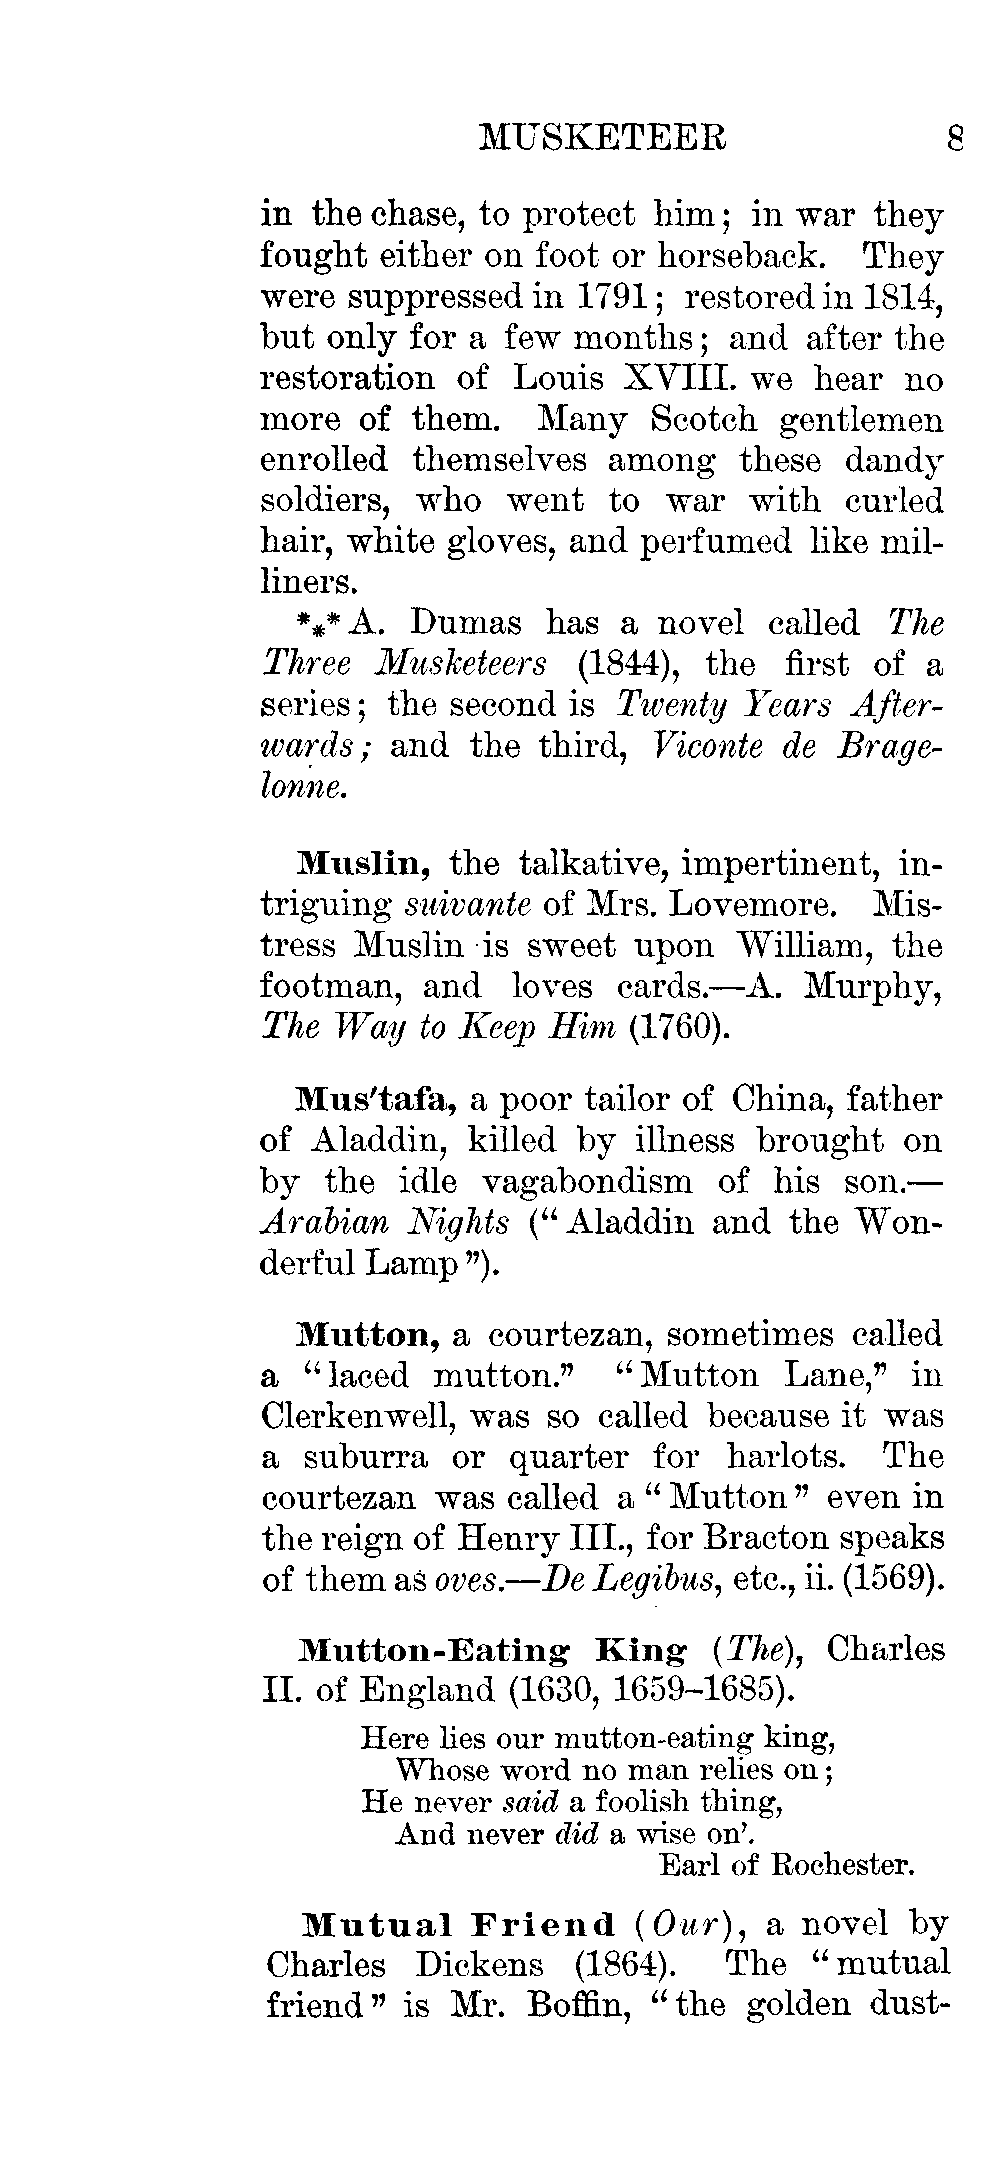 MUSKETEER 8
in the chase, to protect him; in war they
fought either on foot or horseback. They
were suppressed in 1791; restored in 1814,
but only for a few months; and after the
restoration of Louis XVIII. we hear no
more of them. Many Scotch gentlemen
enrolled themselves among these dandy
soldiers, who went to war with curled
hair, white gloves, and perfumed like mil-
liners.
*⁎* A. Dumas has a novel called The
Three Musketeers (1844), the first of a
series; the second is Twenty Years After-
wards; and the third, Viconte de Brage-
lonne.
Muslin, the talkative, impertinent, in-
triguing suivante of Mrs. Lovemore. Mis-
tress Muslin is sweet upon William, the
footman, and loves cards.—A. Murphy,
The Way to Keep Him (1760).
Mus'tafa, a poor tailor of China, father
of Aladdin, killed by illness brought on
by the idle vagabondism of his son.—
Arabian Nights (“Aladdin and the Won-
derful Lamp”).
Mutton, a courtezan, sometimes called
a “laced mutton.” “Mutton Lane,” in
Clerkenwell, was so called because it was
a suburra or quarter for harlots. The
courtezan was called a “Mutton” even in
the reign of Henry III., for Bracton speaks
of them as oves.—De Legibus, etc., ii. (1569).
Mutton-Eating King (The), Charles
II. of England (1630, 1659–1685).
Here lies our mutton-eating king,
Whose word no man relies on;
He never said a foolish thing,
And never did a wise on'.
Earl of Rochester.
Mutual Friend (Our), a novel by
Charles Dickens (1864). The “mutual
friend” is Mr. Boffin, “the golden dust-